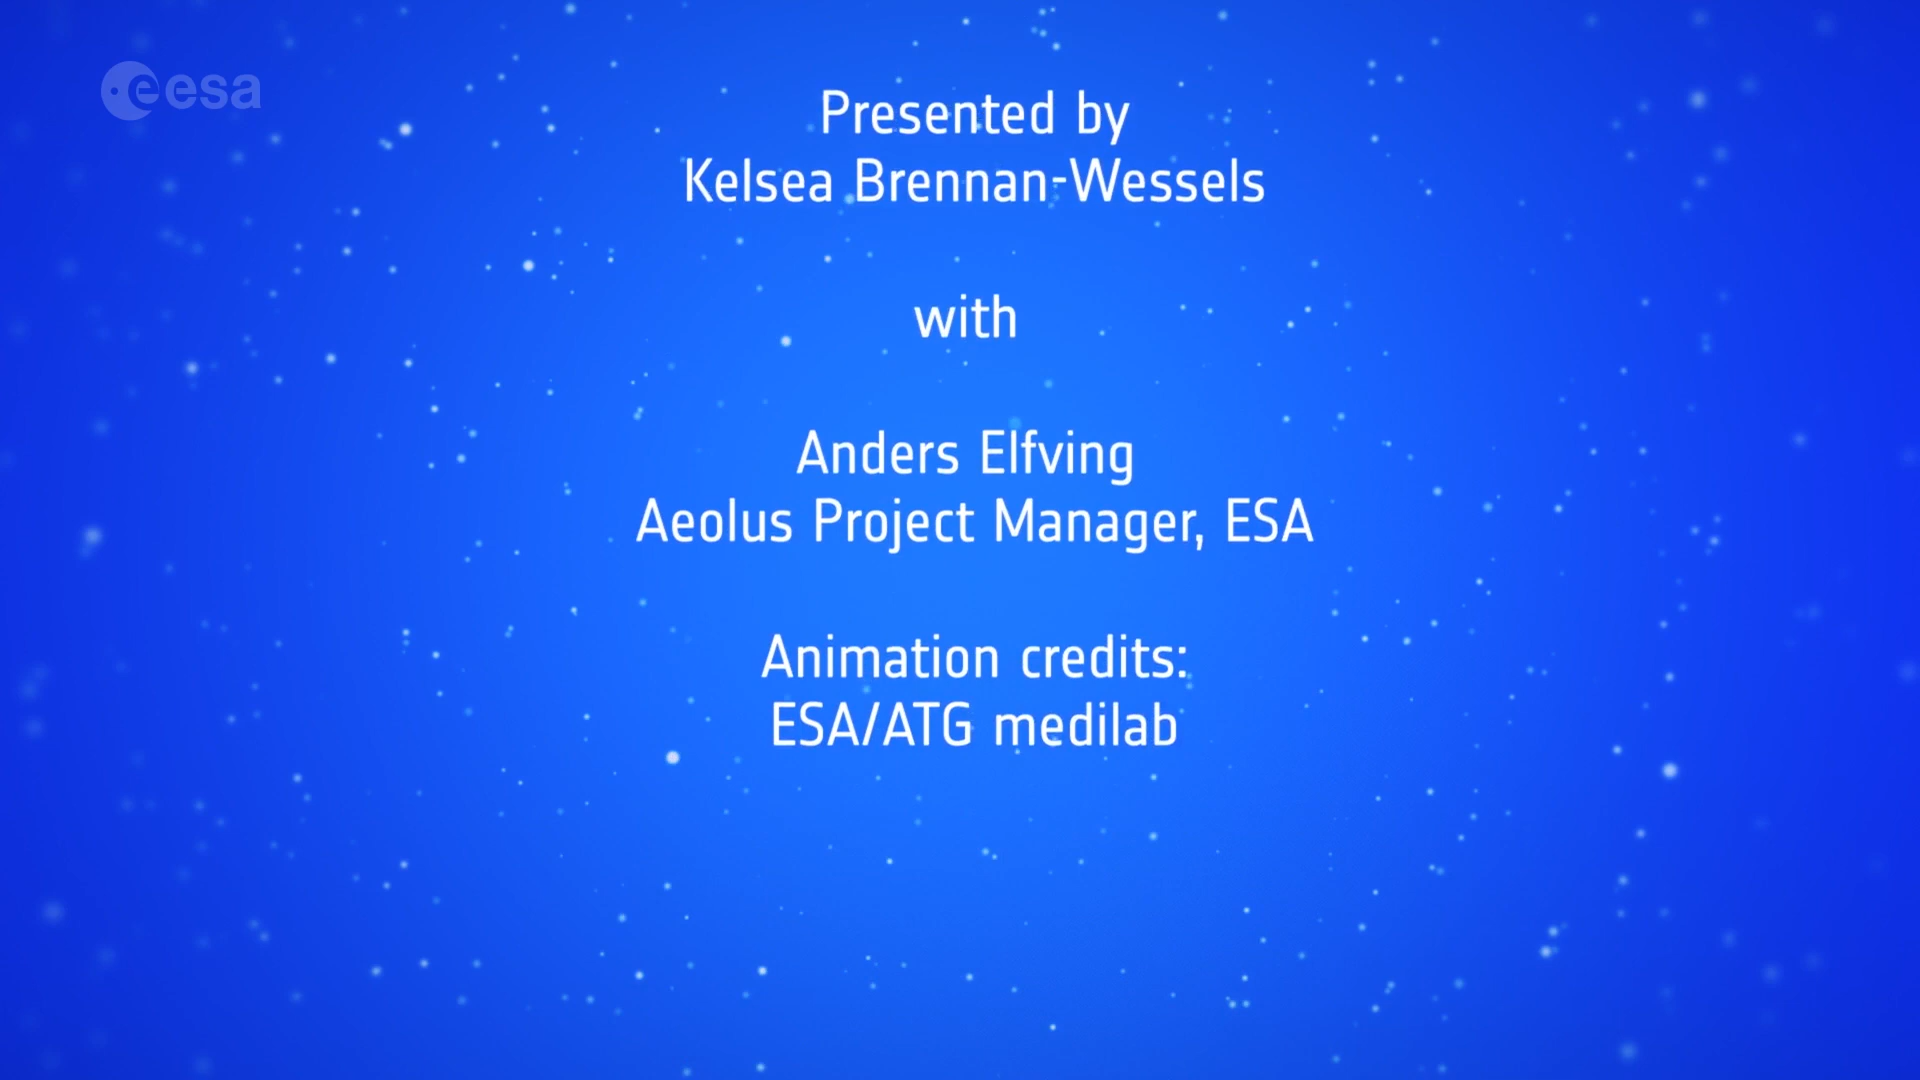 esa
Presented by
Kelsea Brennan-Wessels
with
Anders Elfving
Aeolus Project Manager, ESA
Animation credits:
ESA/ATG medilab